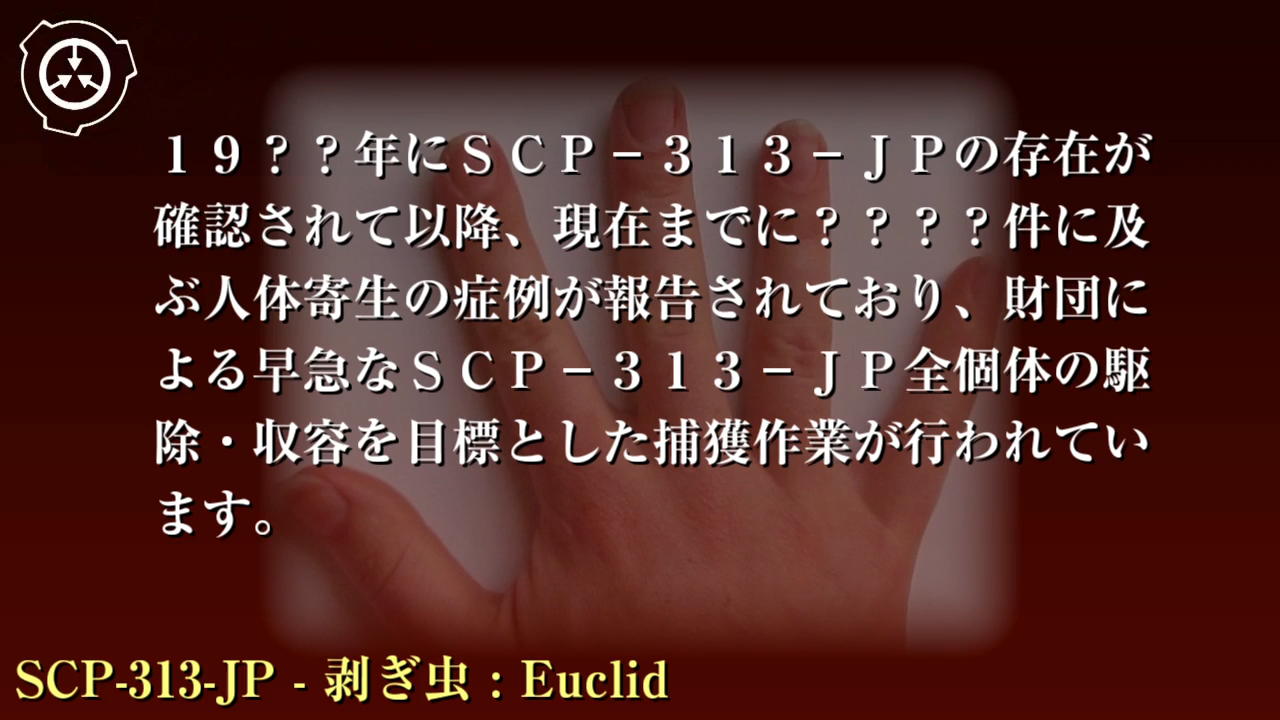 １９？？年にＳＣＰ－３１３－ＪＰの存在が
確認されて以降、現在までに？？？？件に及
ぶ人体寄生の症例が報告されており、財団に
よる早急なＳＣＰ－３１３－ＪＰ全個体の駆
除・収容を目標とした捕獲作業が行われてい
ます。
SCP-313-JP - 剥ぎ虫 : Euclid